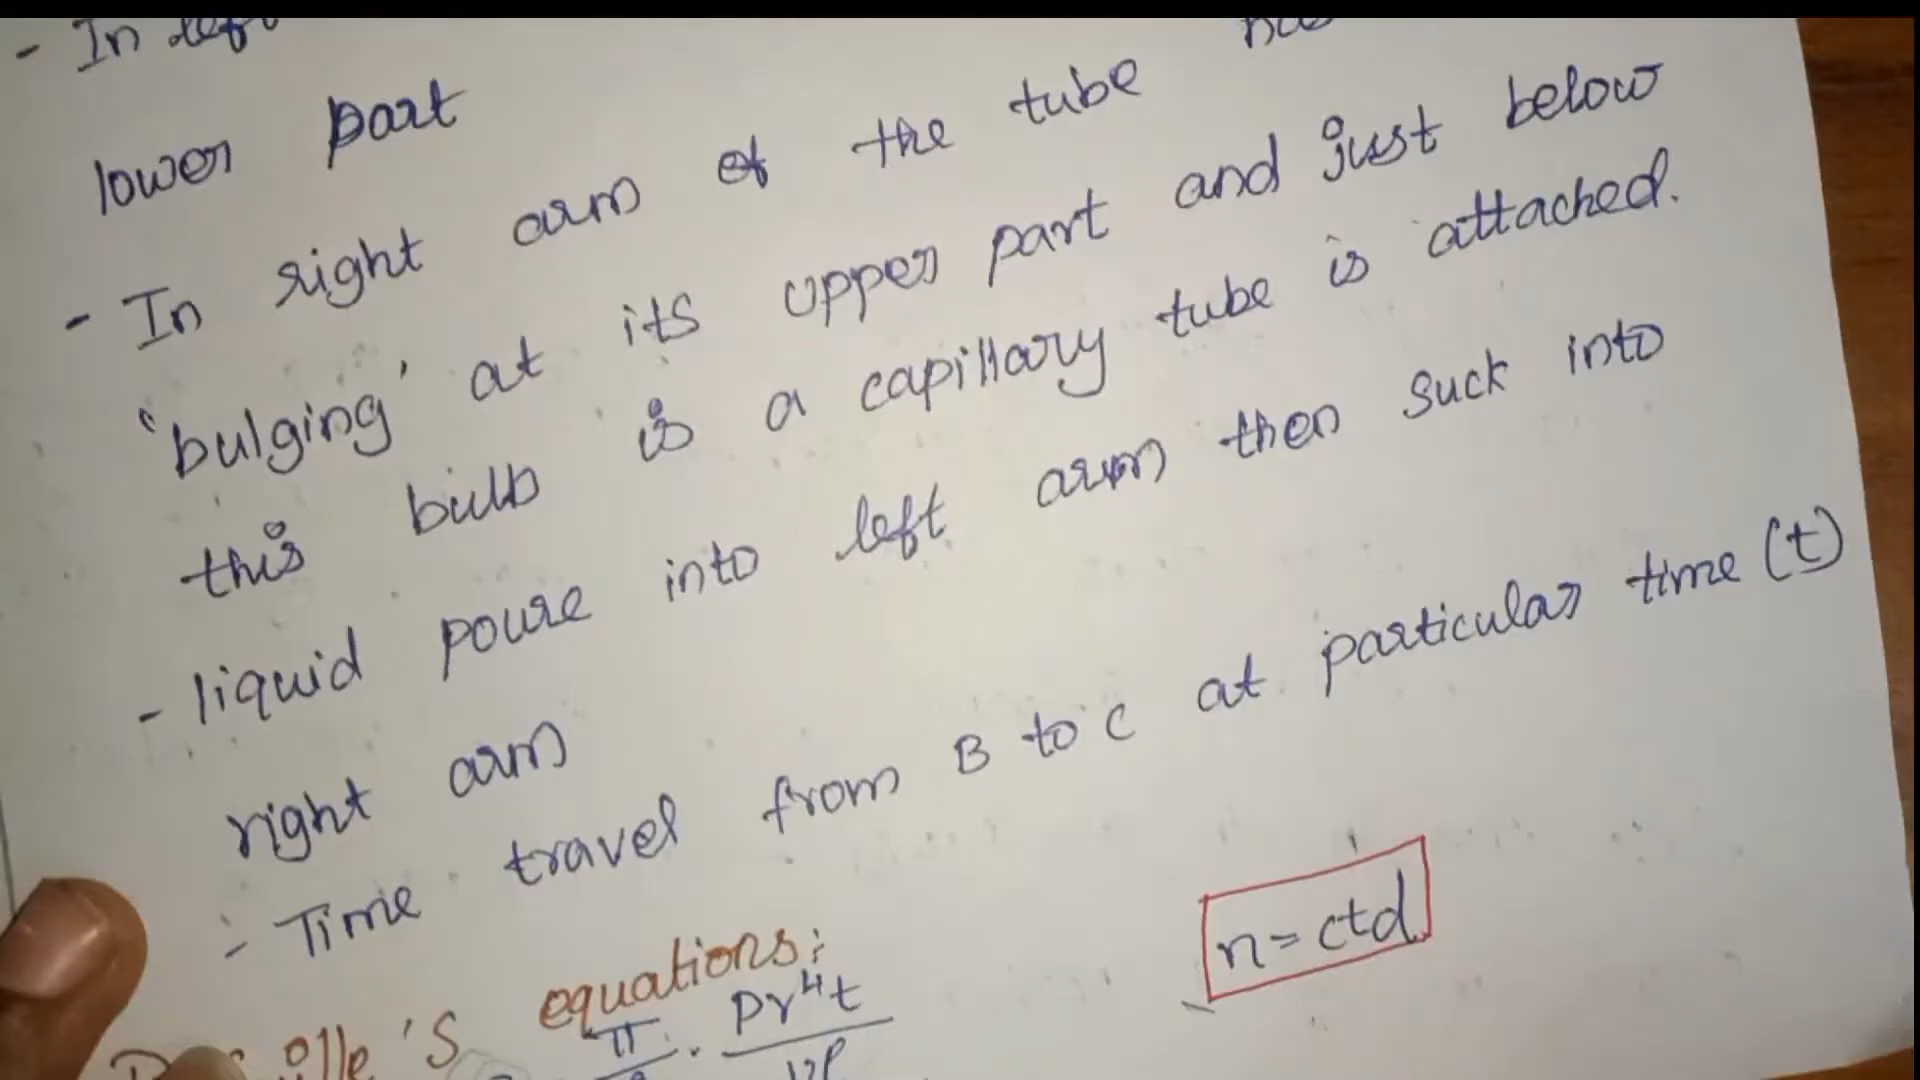 - In left
lower part
- In right arm of the tube
'bulging' at its upper part and just below
this bulb is a capillary tube is attached.
- liquid poure into left arm then suck into
right arm
- Time travel from B to C at particular time (t)
n = ctd
equations:
π . Pr⁴t